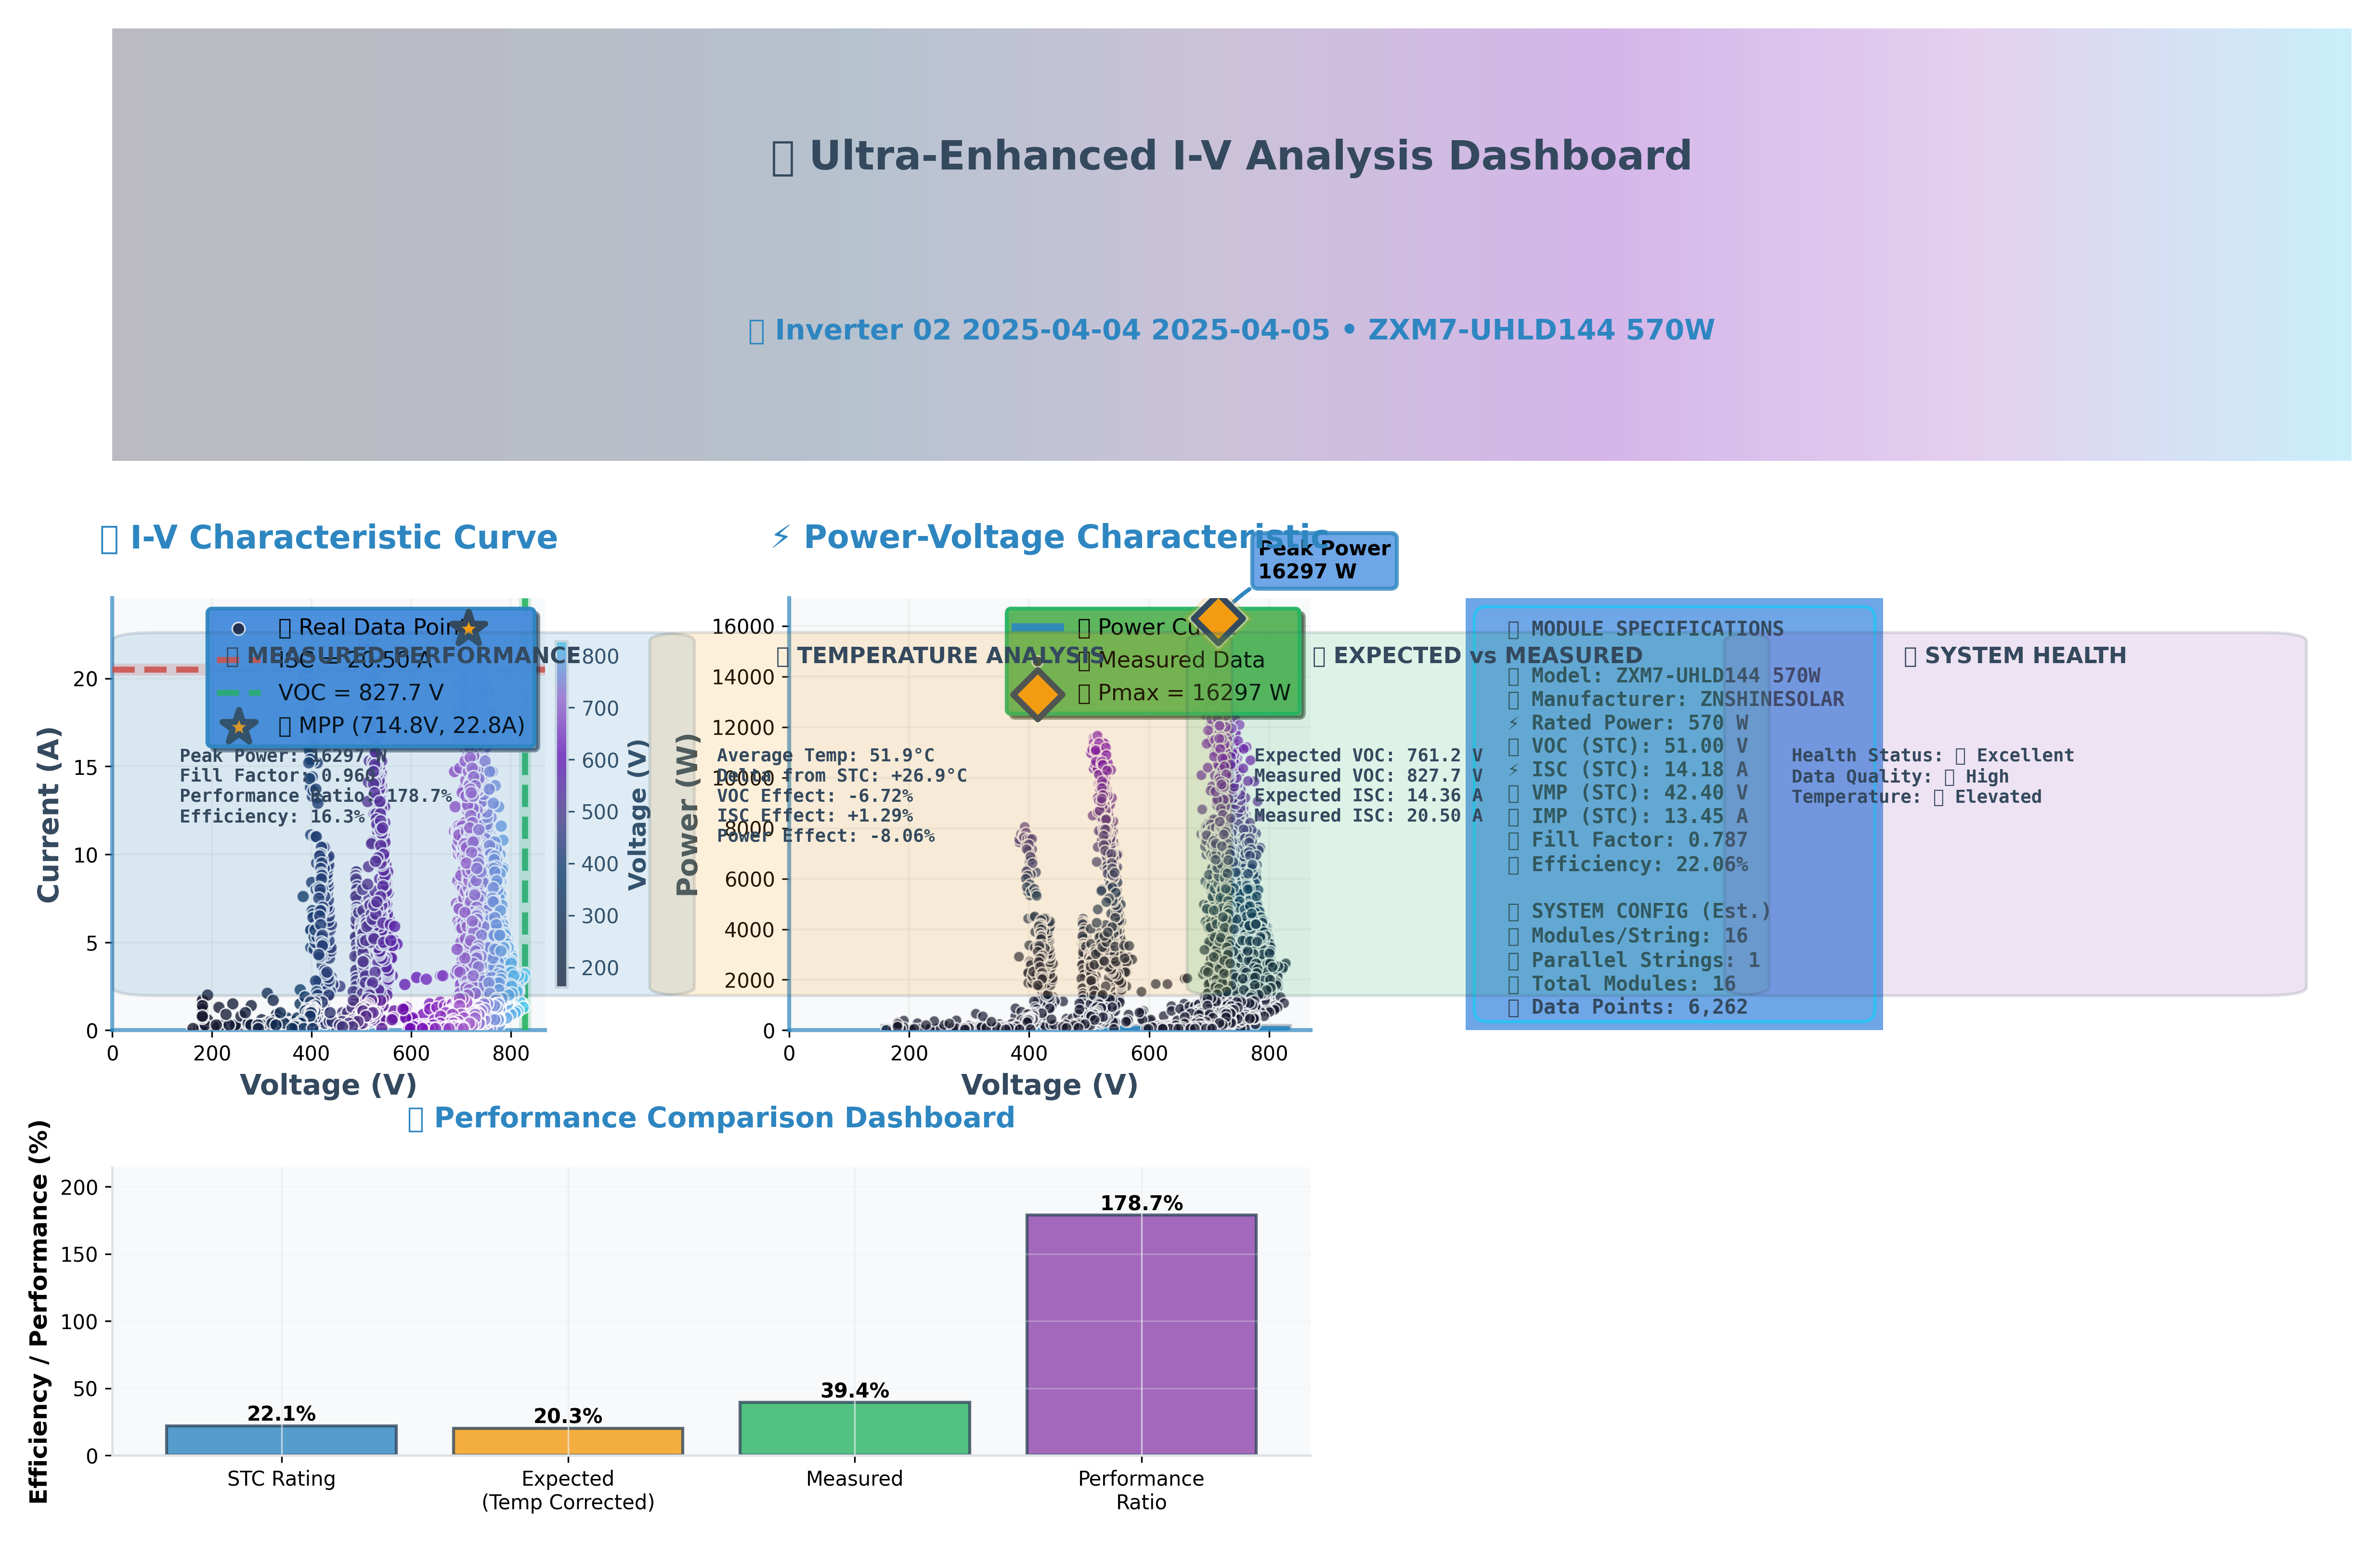 Ultra-Enhanced I-V Analysis Dashboard
Inverter 02 2025-04-04 2025-04-05 • ZXM7-UHLD144 570W
I-V Characteristic Curve
Current (A)
20
15
10
5
0
0 200 400 600 800
Voltage (V)
Real Data Point
ISC = 20.50 A
VOC = 827.7 V
MPP (714.8V, 22.8A)
MEASURED PERFORMANCE
Peak Power: 16297 W
Fill Factor: 0.960
Performance Ratio: 178.7%
Efficiency: 16.3%
800
700
600
500
400
300
200
Voltage (V)
⚡ Power-Voltage Characteristic
Peak Power
16297 W
Power (W)
16000
14000
12000
10000
8000
6000
4000
2000
0
0 200 400 600 800
Voltage (V)
Power
Measured Data
Pmax = 16297 W
TEMPERATURE ANALYSIS
Average Temp: 51.9°C
Delta from STC: +26.9°C
VOC Effect: -6.72%
ISC Effect: +1.29%
Power Effect: -8.06%
EXPECTED vs MEASURED
Expected VOC: 761.2 V
Measured VOC: 827.7 V
Expected ISC: 14.36 A
Measured ISC: 20.50 A
MODULE SPECIFICATIONS
Model: ZXM7-UHLD144 570W
Manufacturer: ZNSHINESOLAR
⚡ Rated Power: 570 W
VOC (STC): 51.00 V
⚡ ISC (STC): 14.18 A
VMP (STC): 42.40 V
IMP (STC): 13.45 A
Fill Factor: 0.787
Efficiency: 22.06%
SYSTEM CONFIG (Est.)
Modules/String: 16
Parallel Strings: 1
Total Modules: 16
Data Points: 6,262
SYSTEM HEALTH
Health Status: Excellent
Data Quality: High
Temperature: Elevated
Performance Comparison Dashboard
Efficiency / Performance (%)
200
150
100
50
0
22.1%
20.3%
39.4%
178.7%
STC Rating
Expected
(Temp Corrected)
Measured
Performance
Ratio